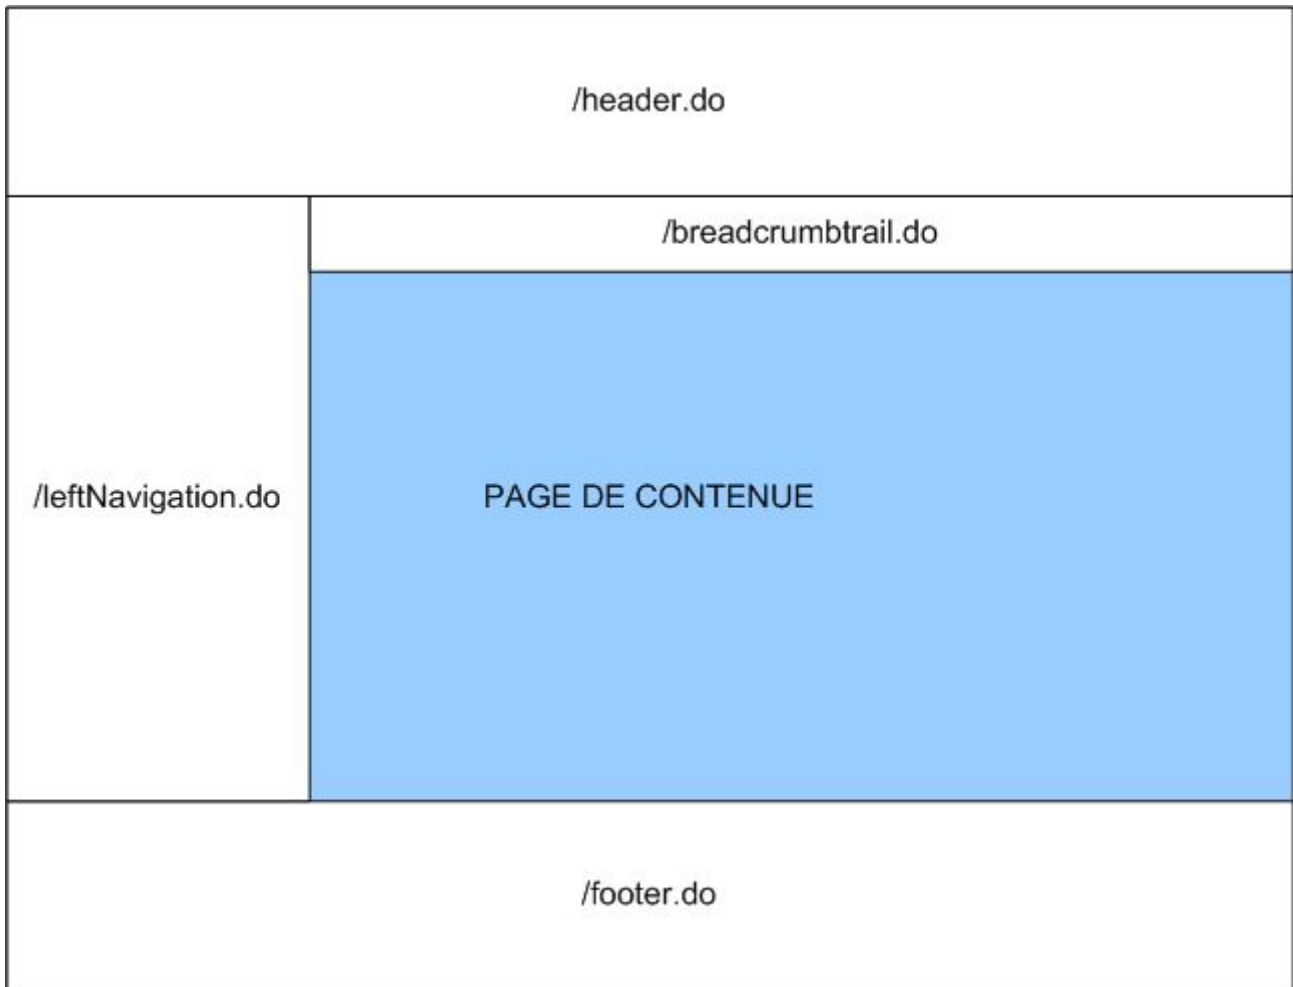 /header.do
/breadcrumbtrail.do
/leftNavigation.do
PAGE DE CONTENUE
/footer.do